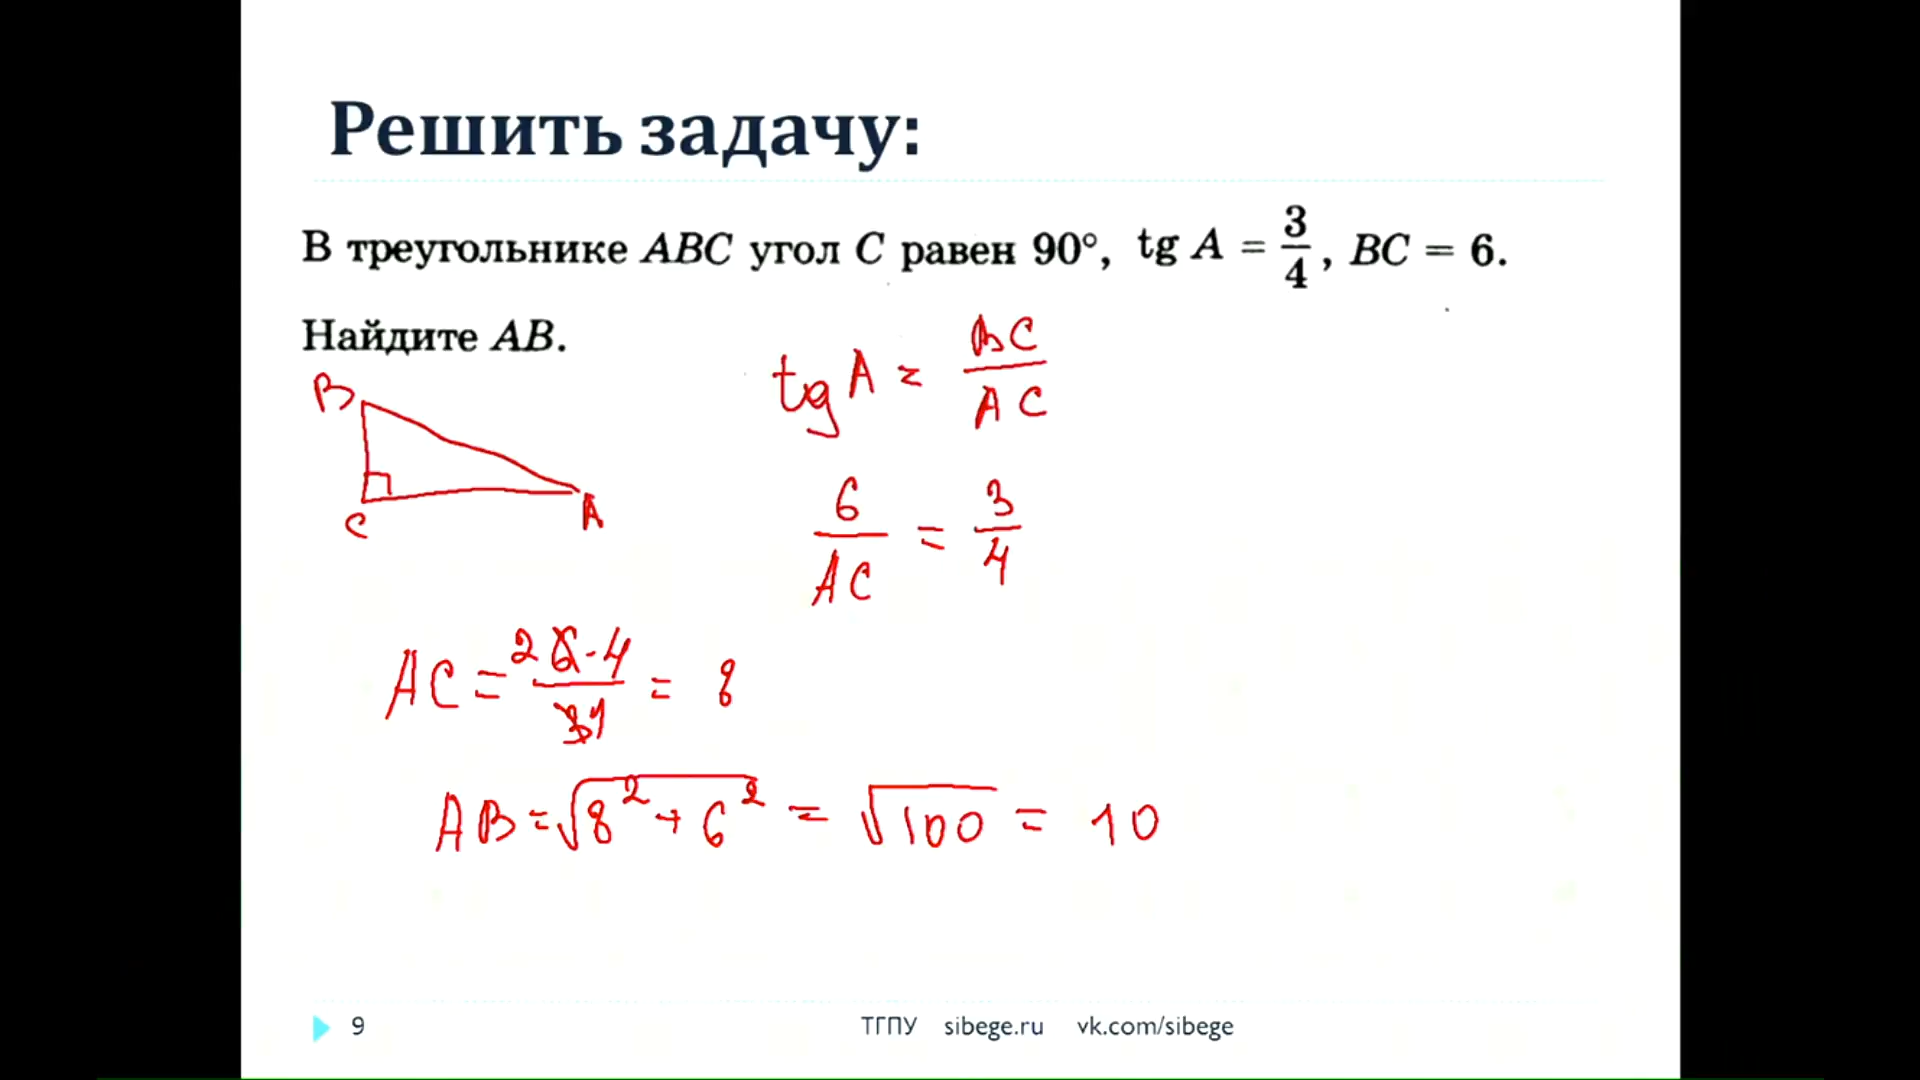 Решить задачу:
В треугольнике ABC угол C равен 90°, tg A = 3/4, BC = 6.
Найдите AB.
B
C
A
tg A = BC/AC
6/AC = 3/4
AC = 2 6·4/3 1 = 8
AB = √8² + 6² = √100 = 10
9
ТГПУ sibege.ru vk.com/sibege